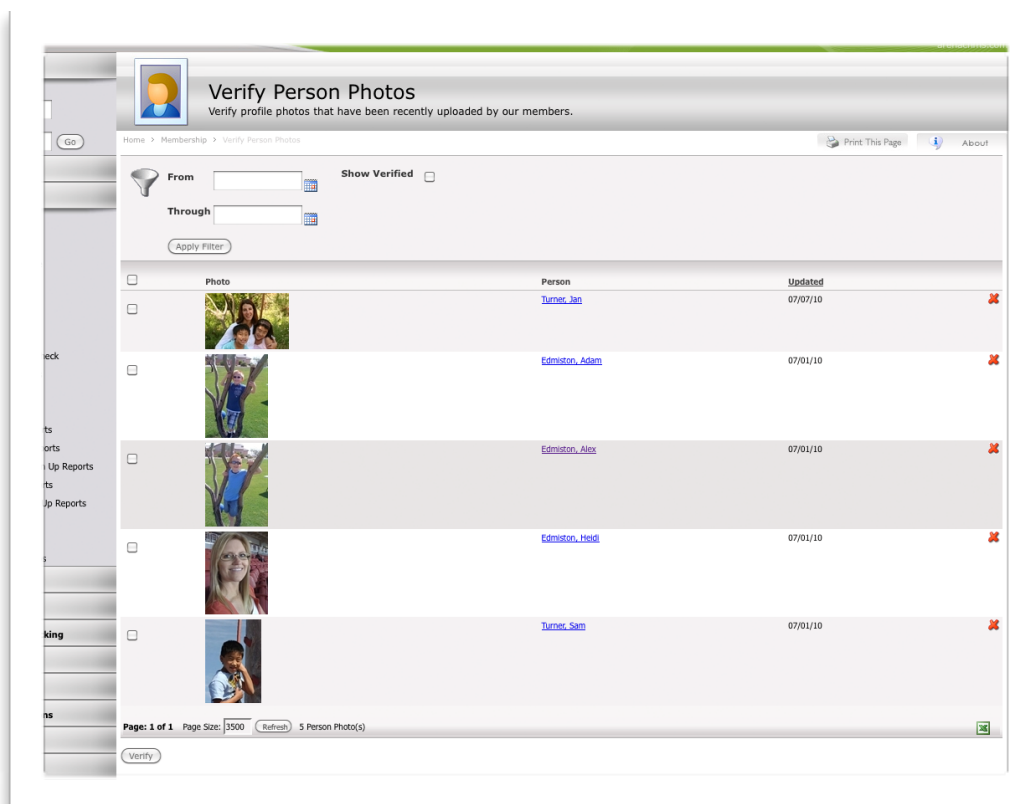 Verify Person Photos
Verify profile photos that have been recently uploaded by our members.
Go
Home > Membership > Verify Person Photos
Print This Page
About
From
Show Verified
Through
Apply Filter
Photo Person Updated
Turner, Jan 07/07/10
eck
Edmiston, Adam 07/01/10
ts
orts
Up Reports
rts
Up Reports
Edmiston, Alex 07/01/10
s
Edmiston, Heidi 07/01/10
king
Turner, Sam 07/01/10
ns
Page: 1 of 1 Page Size: 3500 Refresh 5 Person Photo(s)
Verify